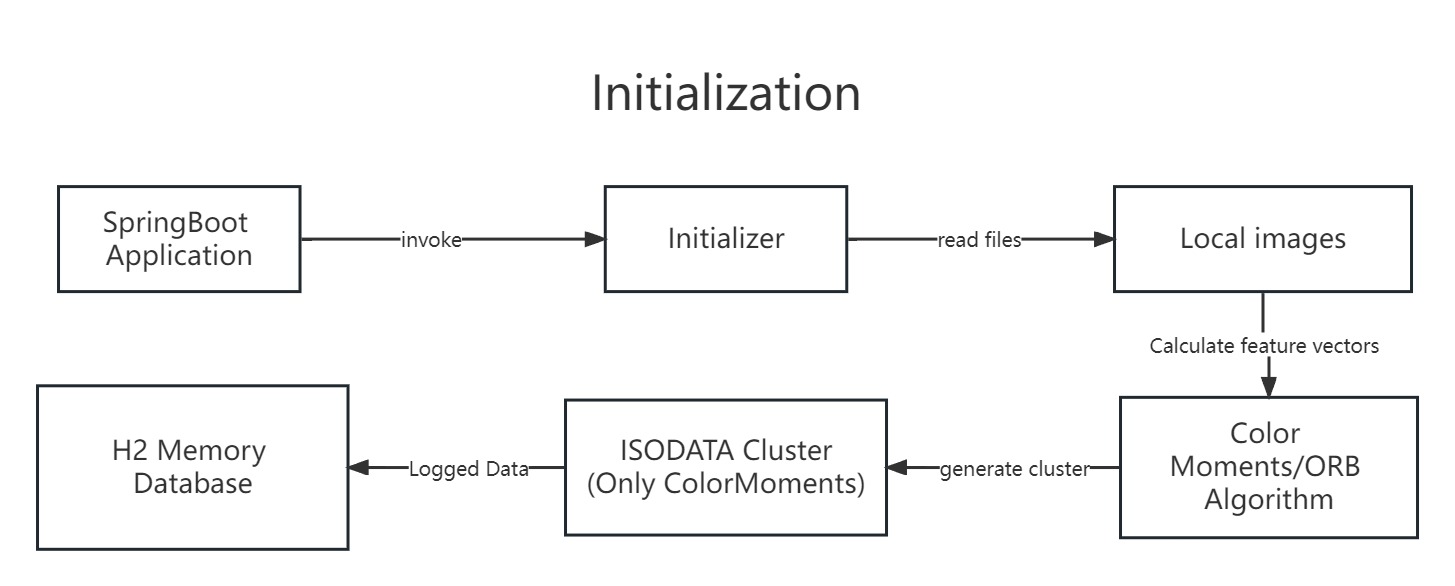 Initialization
SpringBoot
Application
invoke
Initializer
read files
Local images
Calculate feature vectors
Color
Moments/ORB
Algorithm
generate cluster
ISODATA Cluster
(Only ColorMoments)
Logged Data
H2 Memory
Database